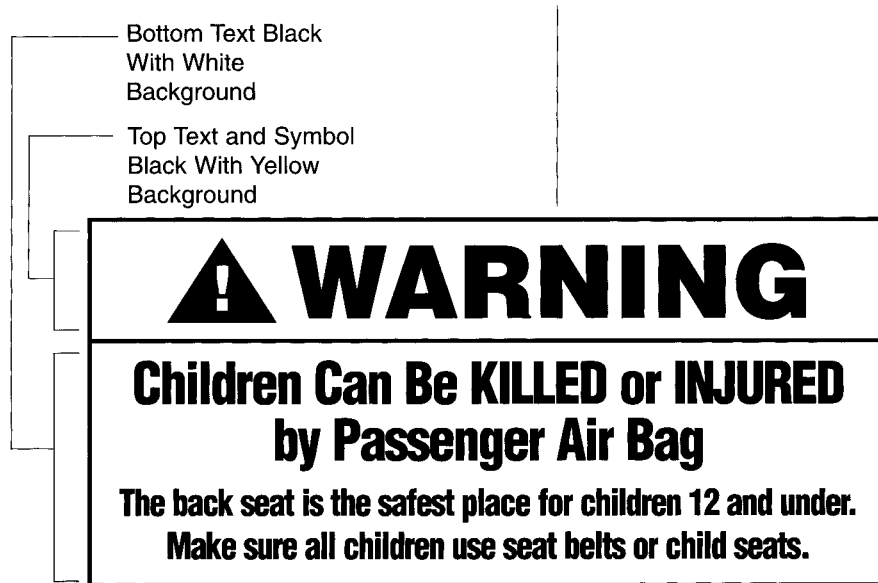 Bottom Text Black
With White
Background
Top Text and Symbol
Black With Yellow
Background
WARNING
Children Can Be KILLED or INJURED
by Passenger Air Bag
The back seat is the safest place for children 12 and under.
Make sure all children use seat belts or child seats.